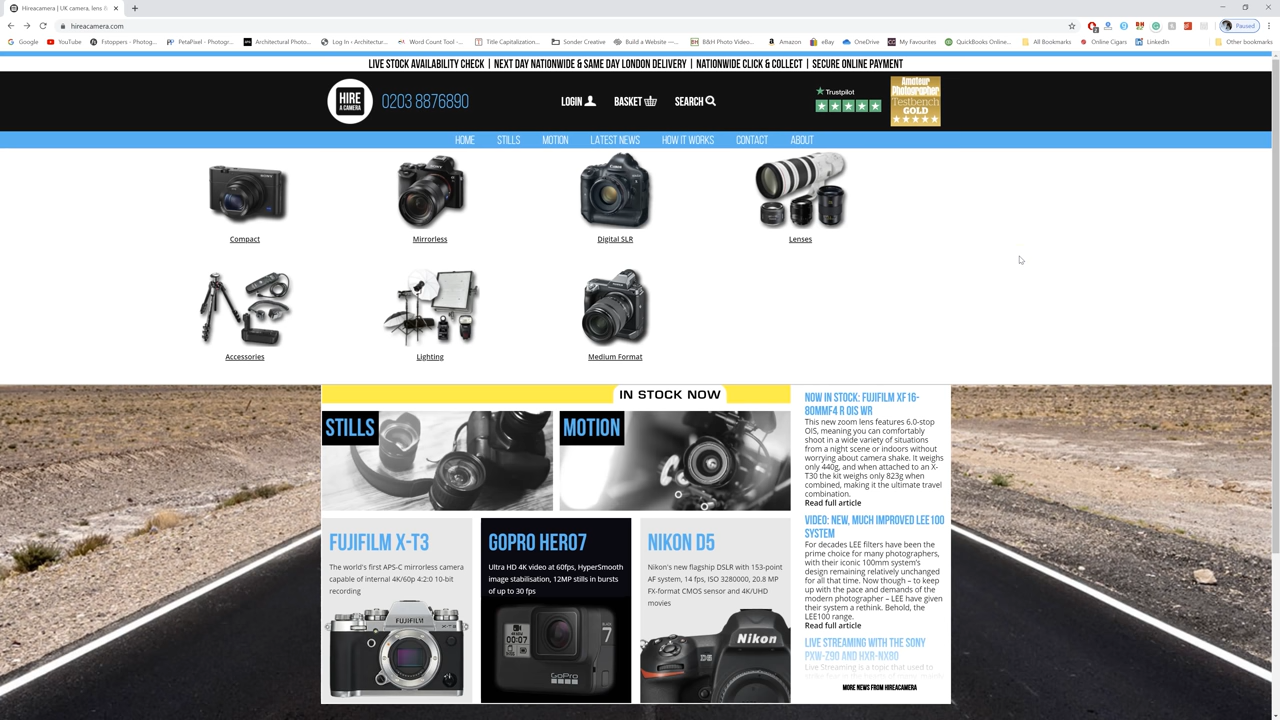 Hireacamera | UK camera, lens &
hireacamera.com
Paused
Google
YouTube
Fstoppers - Photog...
PetaPixel - Photogr...
Architectural Photo...
Log In ‹ Architectur...
Word Count Tool -...
Title Capitalization...
Sonder Creative
Build a Website —...
B&H Photo Video...
Amazon
eBay
OneDrive
My Favourites
QuickBooks Online...
All Bookmarks
Online Cigars
LinkedIn
Other bookmarks
LIVE STOCK AVAILABILITY CHECK | NEXT DAY NATIONWIDE & SAME DAY LONDON DELIVERY | NATIONWIDE CLICK & COLLECT | SECURE ONLINE PAYMENT
HIRE
A CAMERA
0203 8876890
LOGIN
BASKET
SEARCH
Trustpilot
Amateur
Photographer
Testbench
GOLD
HOME
STILLS
MOTION
LATEST NEWS
HOW IT WORKS
CONTACT
ABOUT
Compact
Mirrorless
Digital SLR
Lenses
Accessories
Lighting
Medium Format
IN STOCK NOW
STILLS
MOTION
FUJIFILM X-T3
The world's first APS-C mirrorless camera
capable of internal 4K/60p 4:2:0 10-bit
recording
FUJIFILM
GOPRO HERO7
Ultra HD 4K video at 60fps, HyperSmooth
image stabilisation, 12MP stills in bursts
of up to 30 fps
00:07
7
GoPro
NIKON D5
Nikon's new flagship DSLR with 153-point
AF system, 14 fps, ISO 3280000, 20.8 MP
FX-format CMOS sensor and 4K/UHD
movies
Nikon
D5
NOW IN STOCK: FUJIFILM XF16-
80MMF4 R OIS WR
This new zoom lens features 6.0-stop
OIS, meaning you can comfortably
shoot in a wide variety of situations
from a night scene or indoors without
worrying about camera shake. It weighs
only 440g, and when attached to an X-
T30 the kit weighs only 823g when
combined, making it the ultimate travel
combination.
Read full article
VIDEO: NEW, MUCH IMPROVED LEE100
SYSTEM
For decades LEE filters have been the
prime choice for many photographers,
with their iconic 100mm system's
design remaining relatively unchanged
for all that time. Now though – to keep
up with the pace and demands of the
modern photographer – LEE have given
their system a rethink. Behold, the
LEE100 range.
Read full article
LIVE STREAMING WITH THE SONY
PXW-Z90 AND HXR-NX80
Live Streaming is a topic that used to
MORE NEWS FROM HIREACAMERA